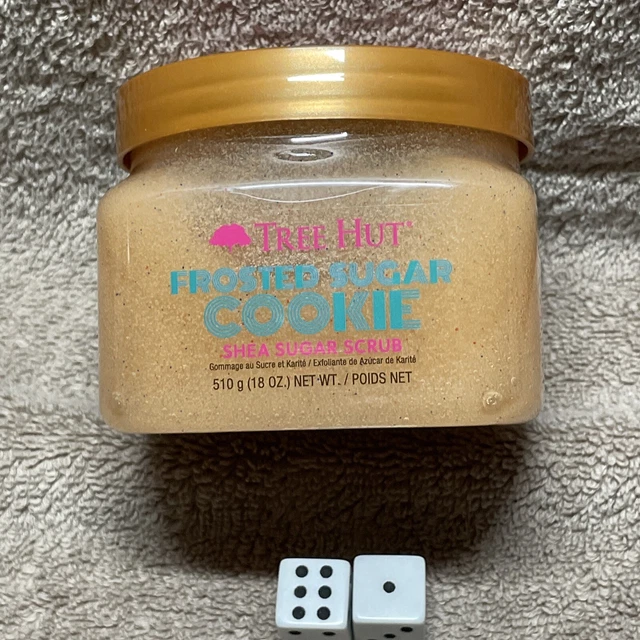 TREE HUT
FROSTED SUGAR
COOKIE
SHEA SUGAR SCRUB
Gommage au Sucre et Karité / Exfoliante de Azúcar de Karité
510 g (18 OZ.) NET WT. / POIDS NET